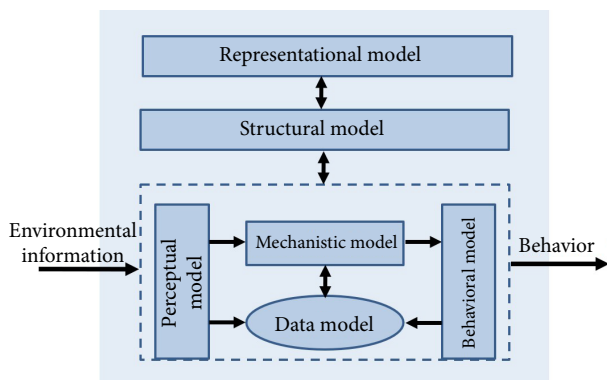 Representational model
Structural model
Environmental
information
Perceptual
model
Mechanistic model
Data model
Behavioral model
Behavior